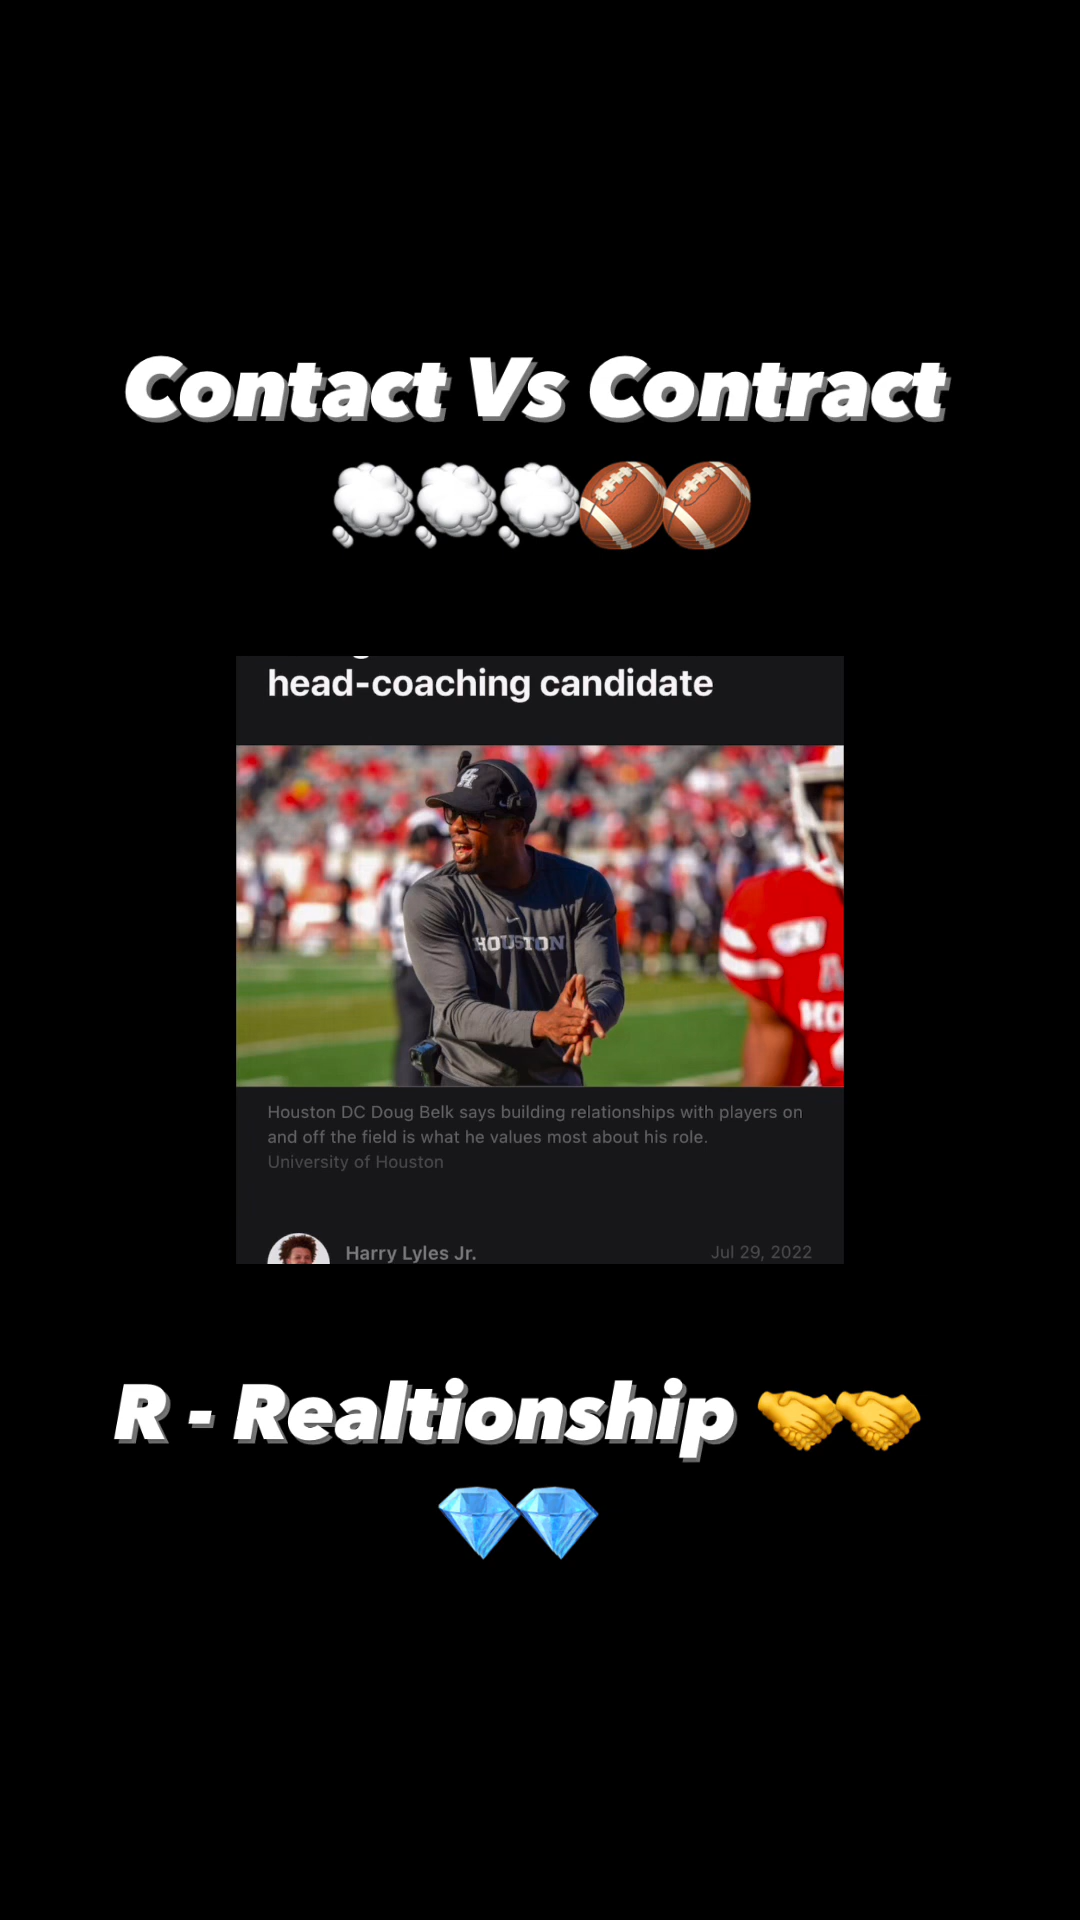 Contact Vs Contract
💭💭💭🏈🏈
head-coaching candidate
HOUSTON
HO
Houston DC Doug Belk says building relationships with players on
and off the field is what he values most about his role.
University of Houston
Harry Lyles Jr.
Jul 29, 2022
R - Realtionship 🤝🤝
💎💎